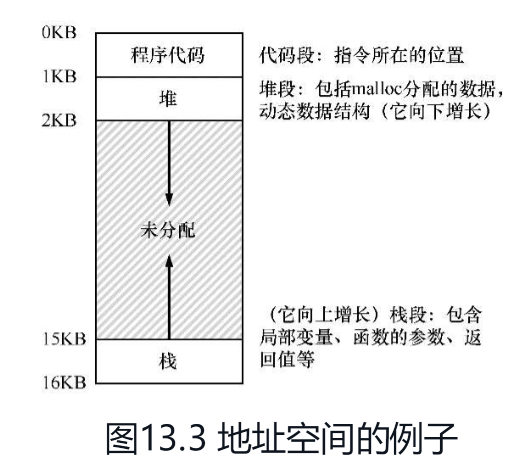 0KB
程序代码
代码段：指令所在的位置
1KB
堆
堆段：包括malloc分配的数据，
动态数据结构（它向下增长）
2KB
未分配
（它向上增长）栈段：包含
局部变量、函数的参数、返
回值等
15KB
栈
16KB
图13.3 地址空间的例子